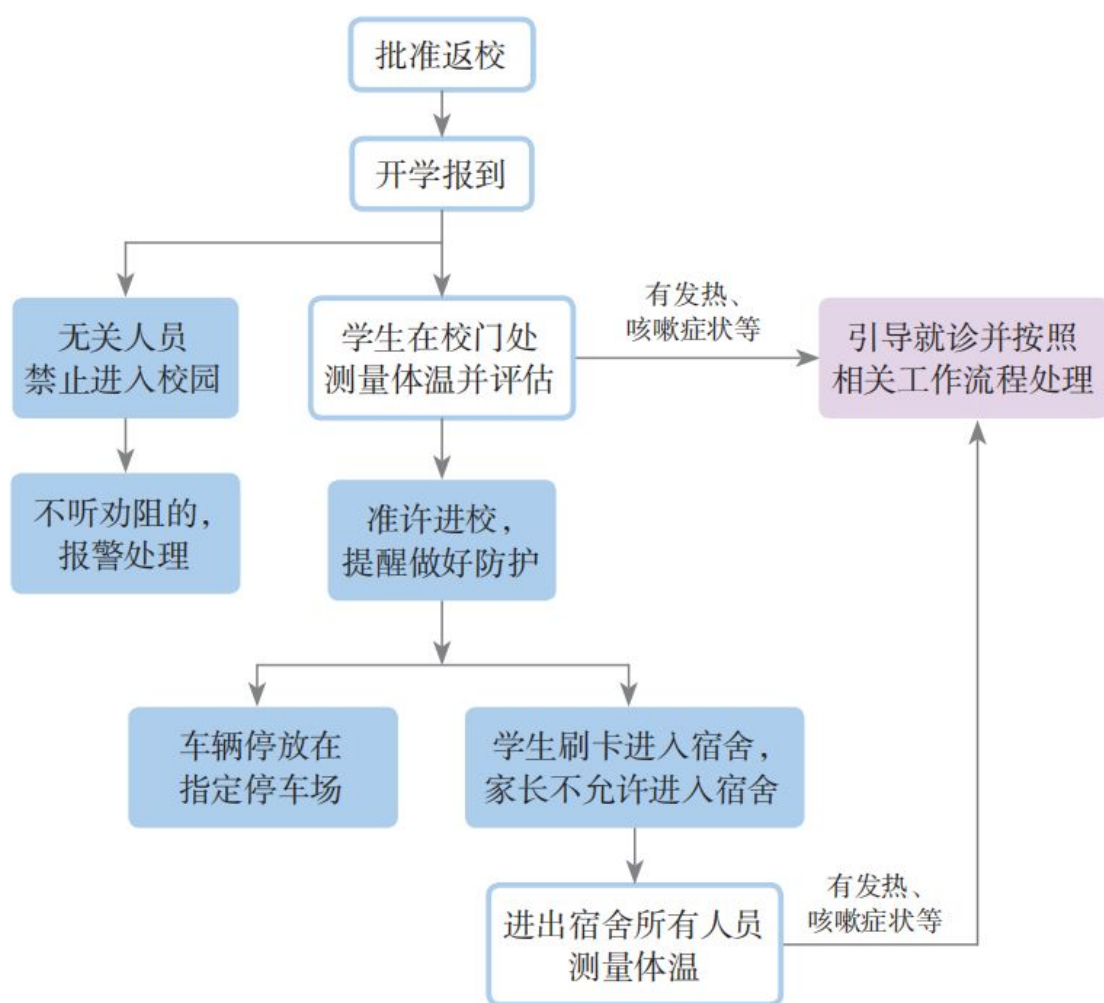 批准返校
开学报到
无关人员
禁止进入校园
学生在校门处
测量体温并评估
有发热、
咳嗽症状等
引导就诊并按照
相关工作流程处理
不听劝阻的，
报警处理
准许进校，
提醒做好防护
车辆停放在
指定停车场
学生刷卡进入宿舍，
家长不允许进入宿舍
进出宿舍所有人员
测量体温
有发热、
咳嗽症状等